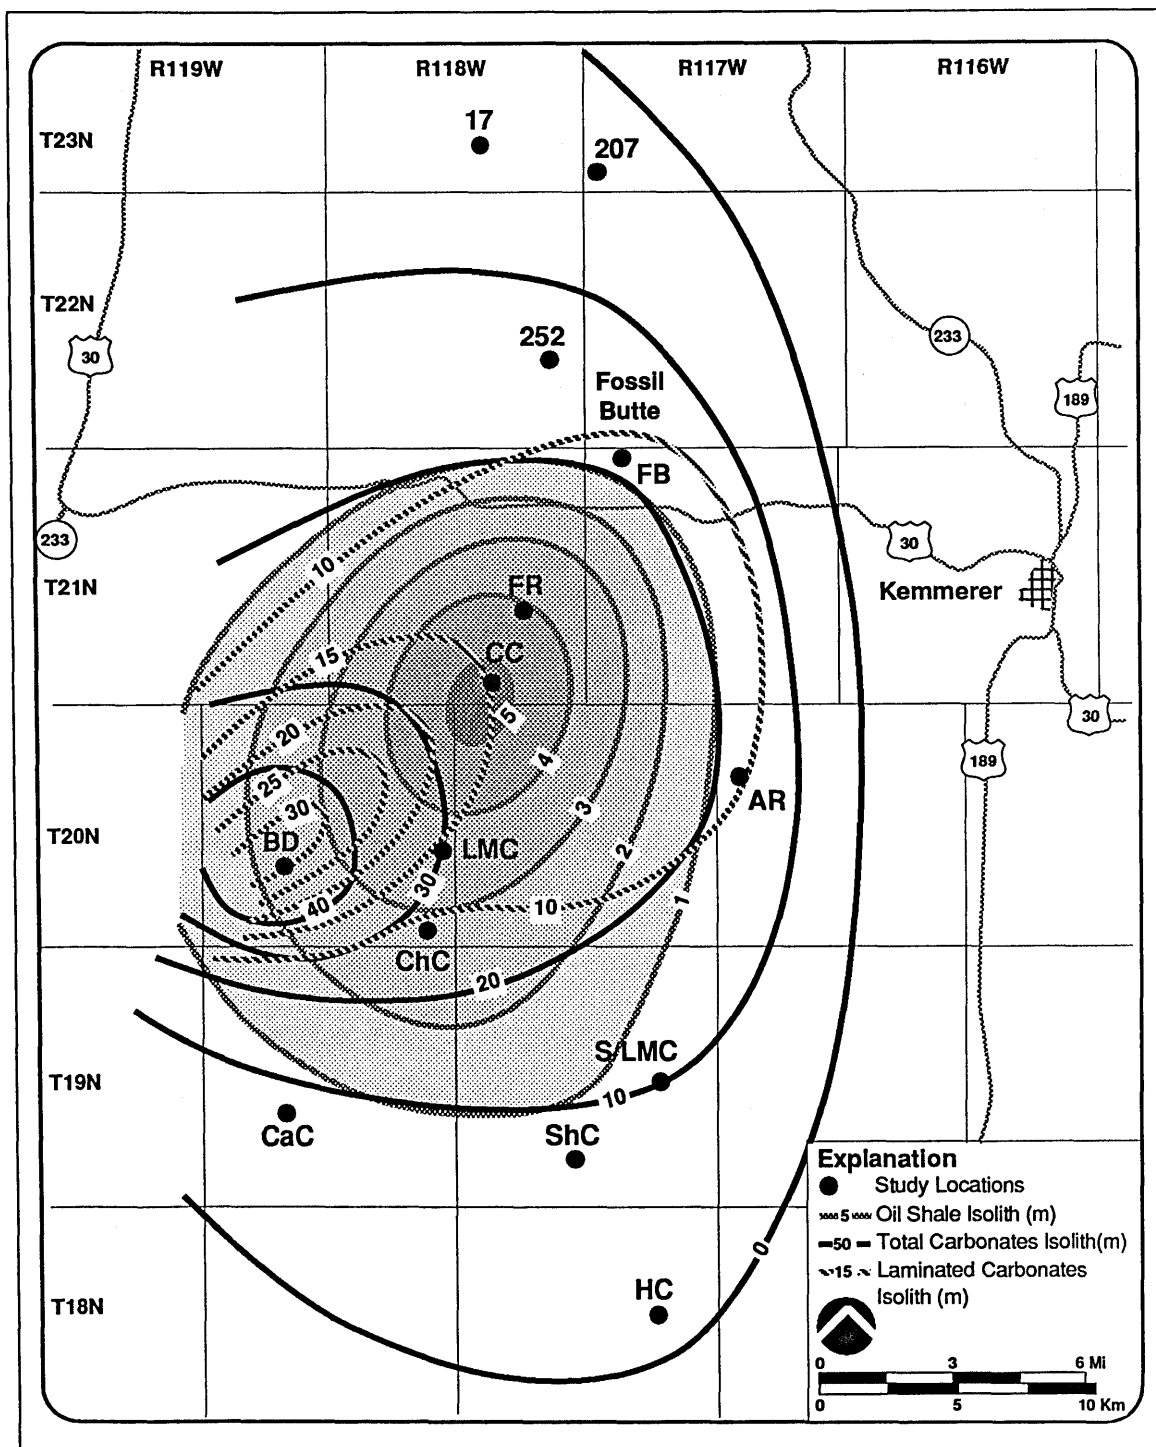 R119W R118W R117W R116W
T23N
17
207
T22N
252
30
233
189
Fossil
Butte
FB
233
30
T21N
10
Kemmerer
FR
15
CC
20
5
30
25
4
189
30
AR
3
T20N
BD
LMC
2
30
40
10
1
ChC
20
S/LMC
T19N
10
CaC
ShC
Explanation
Study Locations
5 Oil Shale Isolith (m)
50 Total Carbonates Isolith(m)
15 Laminated Carbonates
Isolith (m)
0
HC
T18N
0 3 6 Mi
0 5 10 Km